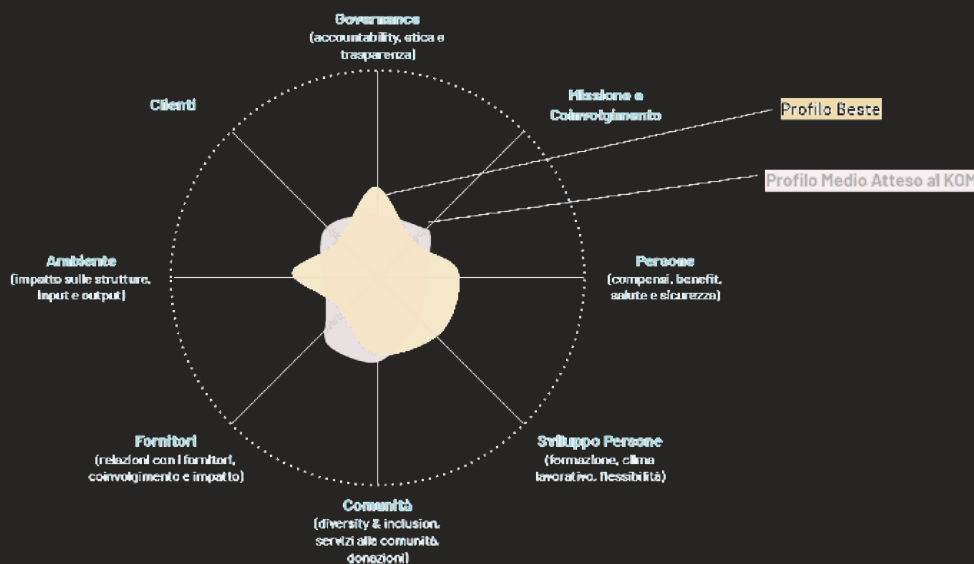 Governance
(accountability, etica e
trasparenza)
Clienti
Missione e
Coinvolgimento
Profilo Beste
Profilo Medio Atteso al KOM
Ambiente
(impatto sulle strutture,
input e output)
Persone
(compensi, benefit,
salute e sicurezza)
Fornitori
(relazioni con i fornitori,
coinvolgimento e impatto)
Sviluppo Persone
(formazione, clima
lavorativo, flessibilità)
Comunità
(diversity & inclusion,
servizi alle comunità,
donazioni)